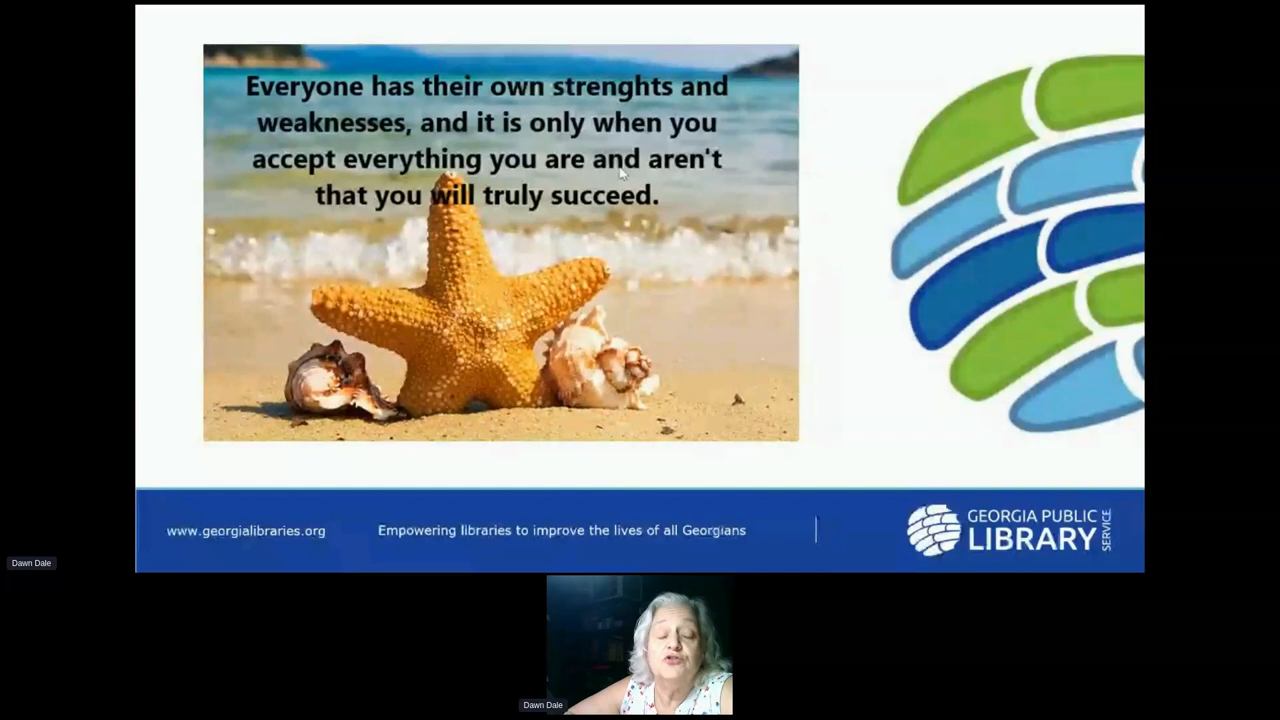 Everyone has their own strenghts and
weaknesses, and it is only when you
accept everything you are and aren't
that you will truly succeed.
www.georgialibraries.org
Empowering libraries to improve the lives of all Georgians
GEORGIA PUBLIC
LIBRARY
SERVICE
Dawn Dale
Dawn Dale